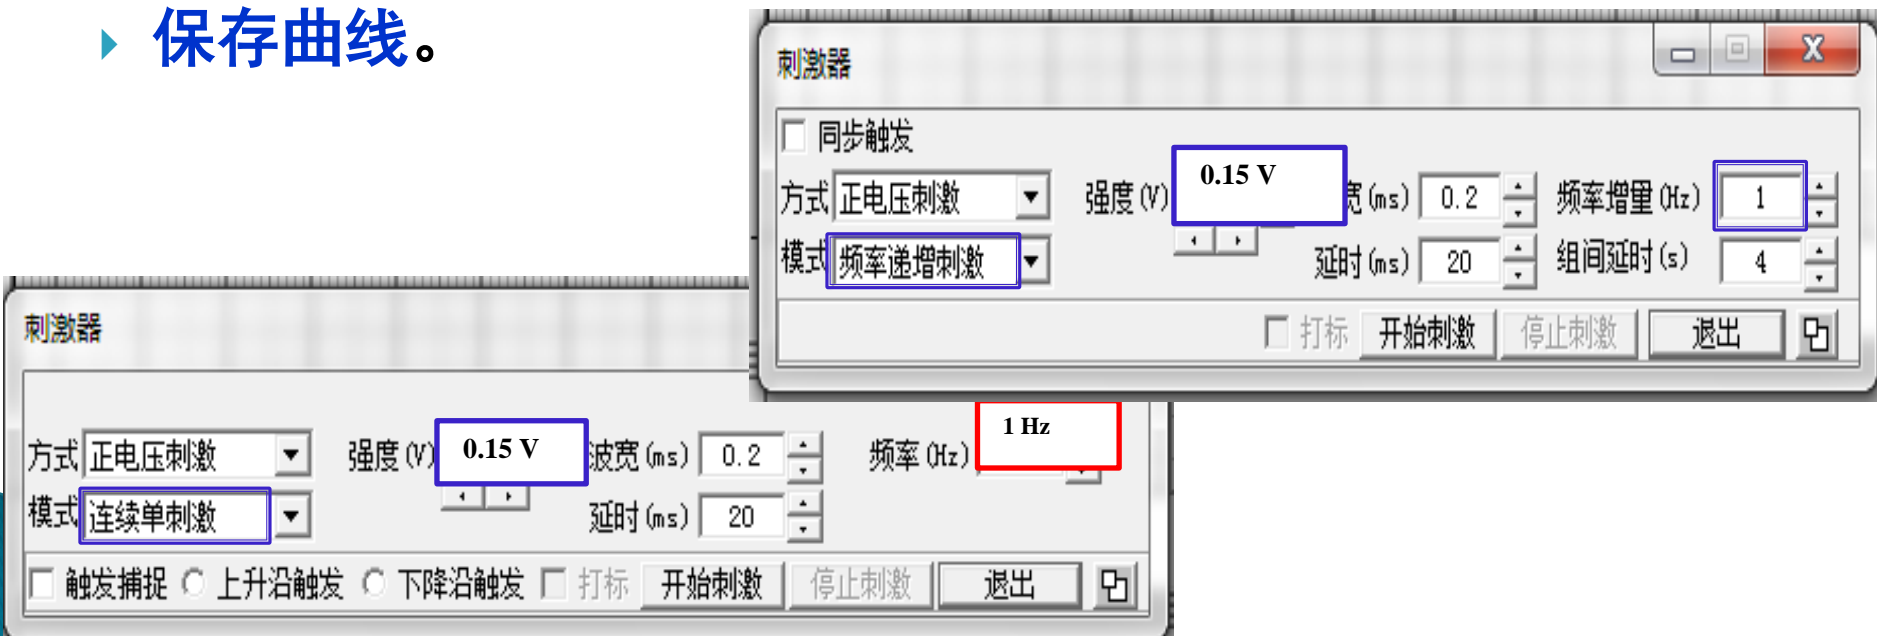 保存曲线。
刺激器
同步触发
方式 正电压刺激 强度(V) 0.15 V 宽(ms) 0.2 频率增量(Hz) 1
模式 频率递增刺激 延时(ms) 20 组间延时(s) 4
打标 开始刺激 停止刺激 退出
刺激器
方式 正电压刺激 强度(V) 0.15 V 波宽(ms) 0.2 频率(Hz) 1 Hz
模式 连续单刺激 延时(ms) 20
触发捕捉 上升沿触发 下降沿触发 打标 开始刺激 停止刺激 退出